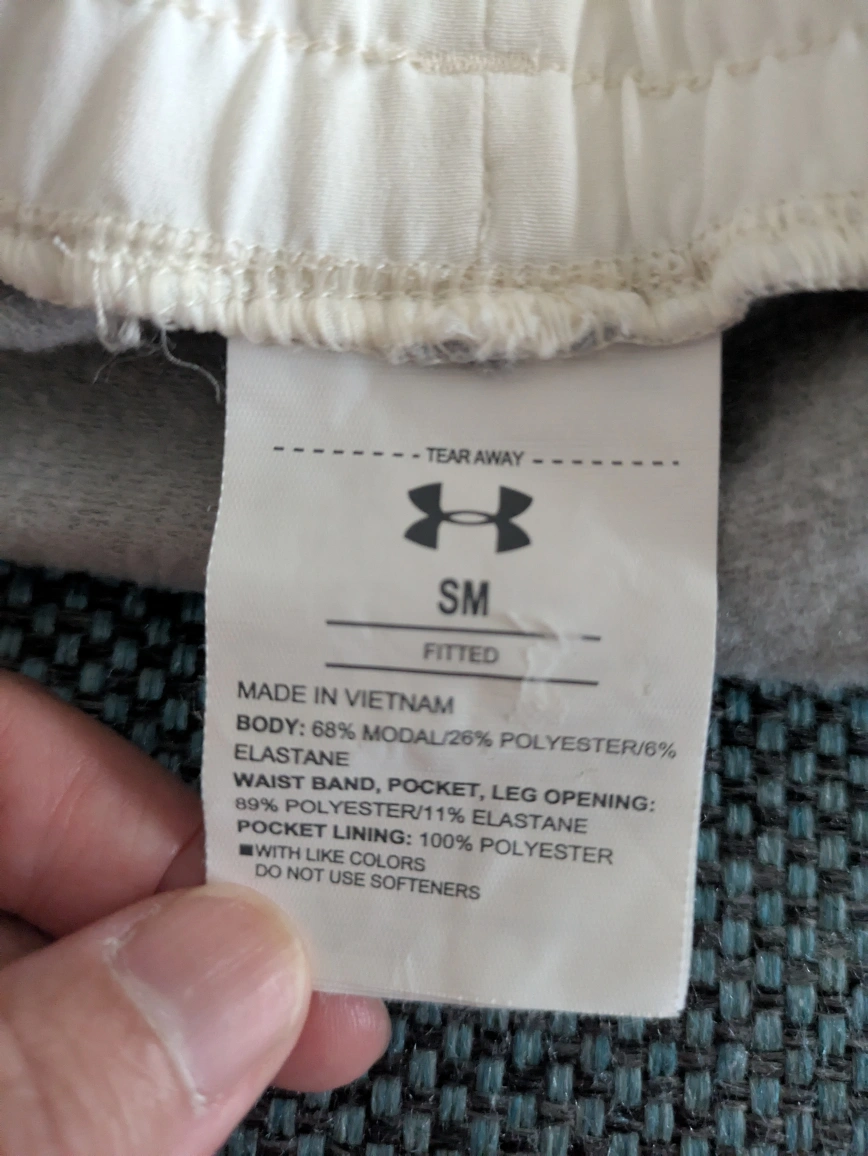 TEAR AWAY
SM
FITTED
MADE IN VIETNAM
BODY: 68% MODAL/26% POLYESTER/6%
ELASTANE
WAIST BAND, POCKET, LEG OPENING:
89% POLYESTER/11% ELASTANE
POCKET LINING: 100% POLYESTER
■WITH LIKE COLORS
DO NOT USE SOFTENERS